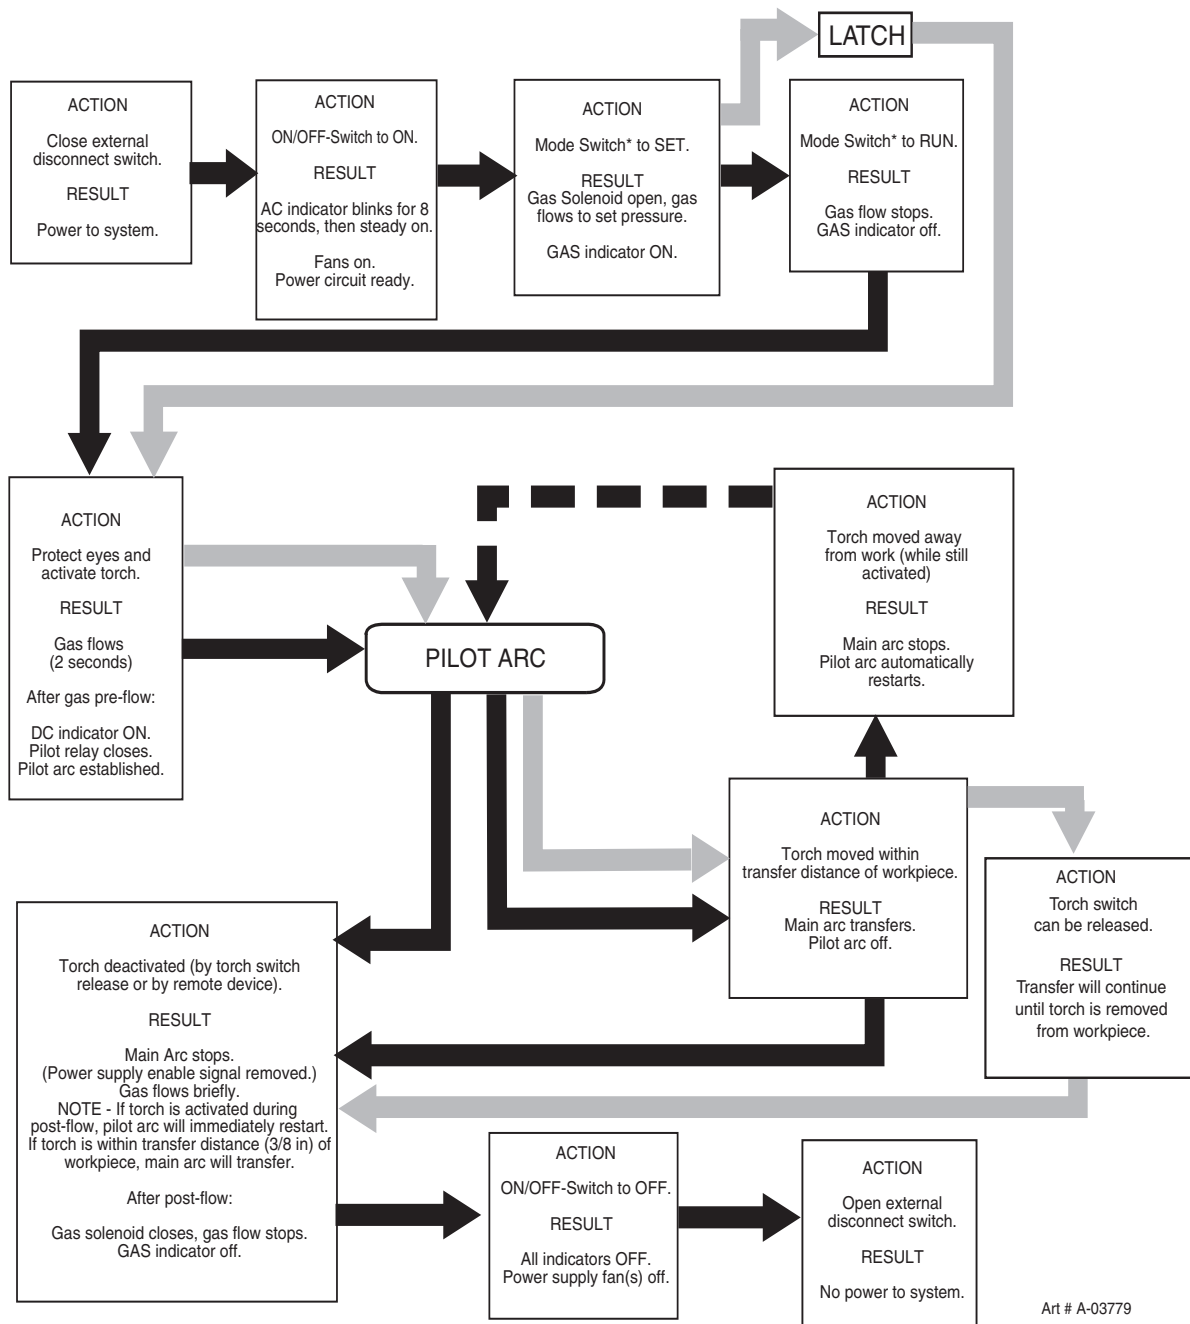 LATCH
ACTION
Close external
disconnect switch.
RESULT
Power to system.
ACTION
ON/OFF-Switch to ON.
RESULT
AC indicator blinks for 8
seconds, then steady on.
Fans on.
Power circuit ready.
ACTION
Mode Switch* to SET.
RESULT
Gas Solenoid open, gas
flows to set pressure.
GAS indicator ON.
ACTION
Mode Switch* to RUN.
RESULT
Gas flow stops.
GAS indicator off.
ACTION
Protect eyes and
activate torch.
RESULT
Gas flows
(2 seconds)
After gas pre-flow:
DC indicator ON.
Pilot relay closes.
Pilot arc established.
PILOT ARC
ACTION
Torch moved away
from work (while still
activated)
RESULT
Main arc stops.
Pilot arc automatically
restarts.
ACTION
Torch moved within
transfer distance of workpiece.
RESULT
Main arc transfers.
Pilot arc off.
ACTION
Torch switch
can be released.
RESULT
Transfer will continue
until torch is removed
from workpiece.
ACTION
Torch deactivated (by torch switch
release or by remote device).
RESULT
Main Arc stops.
(Power supply enable signal removed.)
Gas flows briefly.
NOTE - If torch is activated during
post-flow, pilot arc will immediately restart.
If torch is within transfer distance (3/8 in) of
workpiece, main arc will transfer.
After post-flow:
Gas solenoid closes, gas flow stops.
GAS indicator off.
ACTION
ON/OFF-Switch to OFF.
RESULT
All indicators OFF.
Power supply fan(s) off.
ACTION
Open external
disconnect switch.
RESULT
No power to system.
Art # A-03779